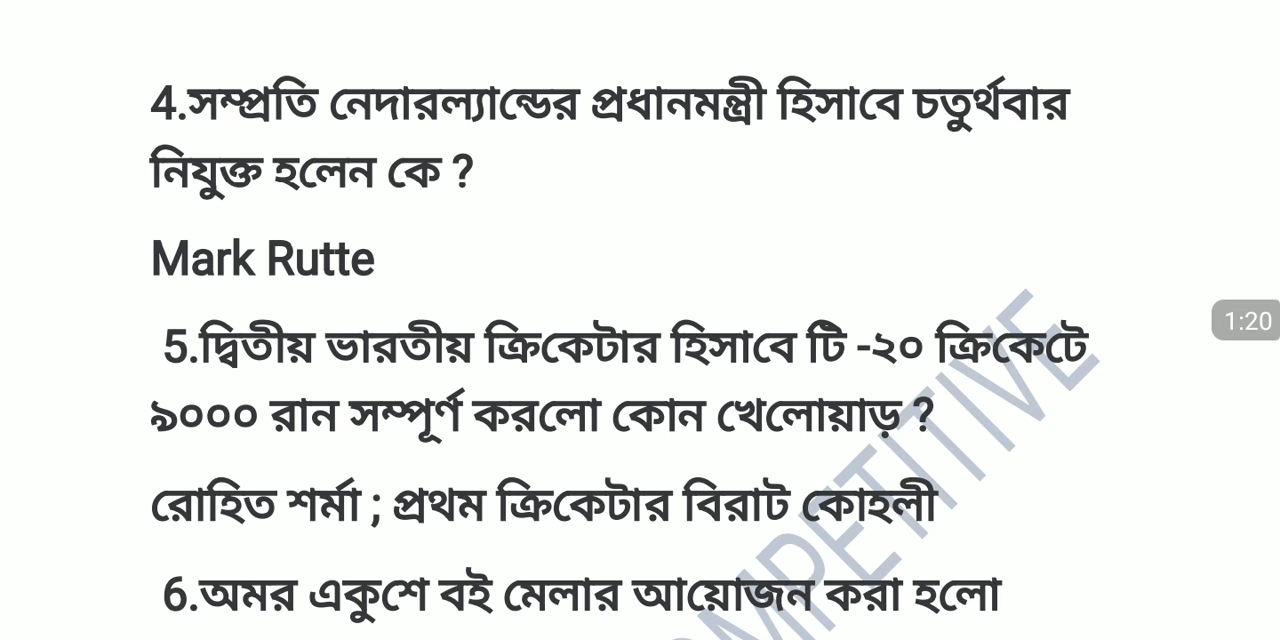 4.সম্প্রতি নেদারল্যান্ডের প্রধানমন্ত্রী হিসাবে চতুর্থবার
নিযুক্ত হলেন কে ?
Mark Rutte
5.দ্বিতীয় ভারতীয় ক্রিকেটার হিসাবে টি -২০ ক্রিকেটে
৯০০০ রান সম্পূর্ণ করলো কোন খেলোয়াড় ?
1:20
রোহিত শর্মা ; প্রথম ক্রিকেটার বিরাট কোহলী
6.অমর একুশে বই মেলার আয়োজন করা হলো
OMPETITIVE